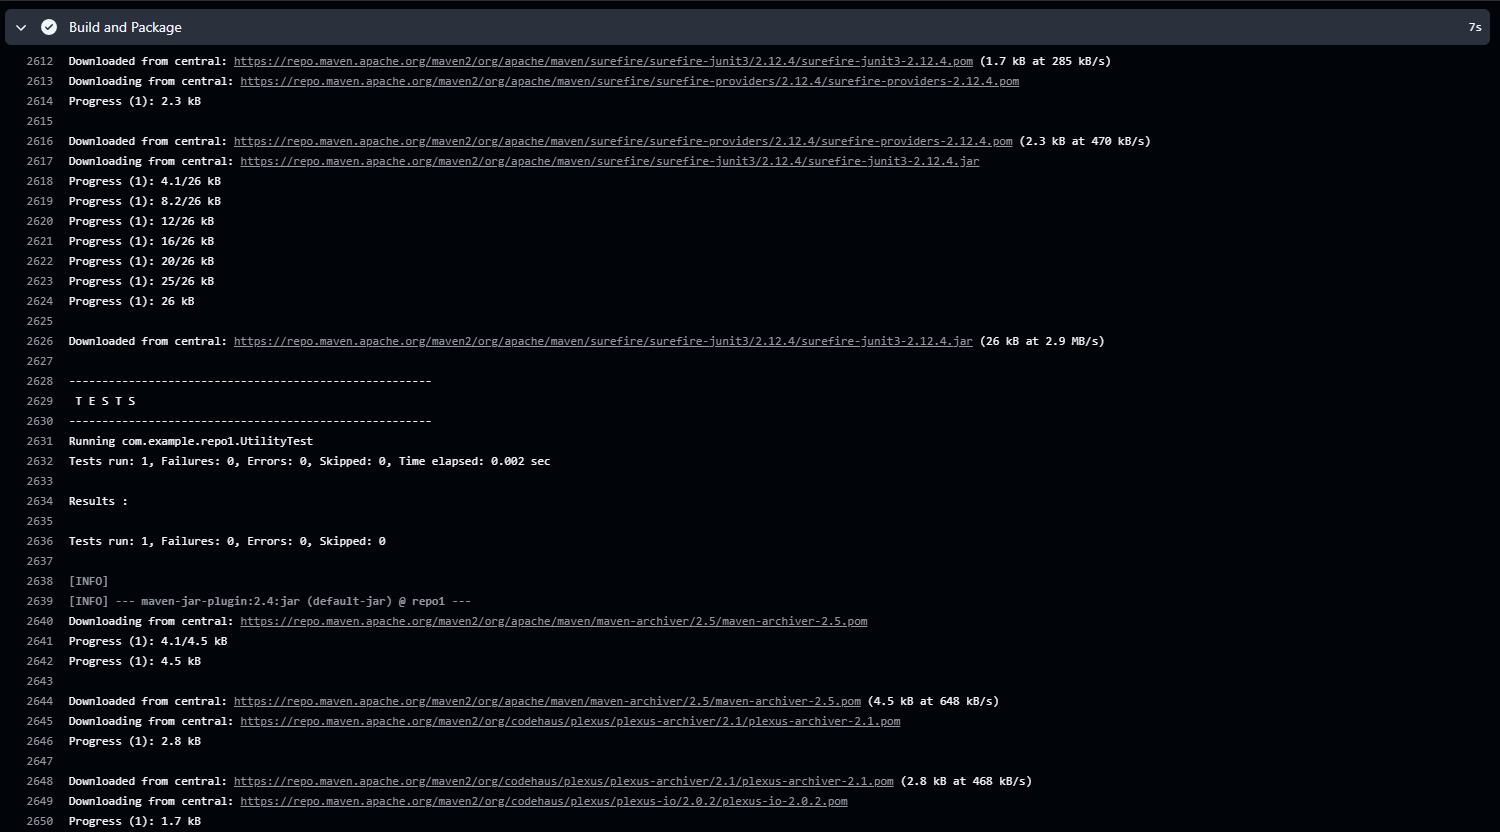 Build and Package 7s
2612 Downloaded from central: https://repo.maven.apache.org/maven2/org/apache/maven/surefire/surefire-junit3/2.12.4/surefire-junit3-2.12.4.pom (1.7 kB at 285 kB/s)
2613 Downloading from central: https://repo.maven.apache.org/maven2/org/apache/maven/surefire/surefire-providers/2.12.4/surefire-providers-2.12.4.pom
2614 Progress (1): 2.3 kB
2615
2616 Downloaded from central: https://repo.maven.apache.org/maven2/org/apache/maven/surefire/surefire-providers/2.12.4/surefire-providers-2.12.4.pom (2.3 kB at 470 kB/s)
2617 Downloading from central: https://repo.maven.apache.org/maven2/org/apache/maven/surefire/surefire-junit3/2.12.4/surefire-junit3-2.12.4.jar
2618 Progress (1): 4.1/26 kB
2619 Progress (1): 8.2/26 kB
2620 Progress (1): 12/26 kB
2621 Progress (1): 16/26 kB
2622 Progress (1): 20/26 kB
2623 Progress (1): 25/26 kB
2624 Progress (1): 26 kB
2625
2626 Downloaded from central: https://repo.maven.apache.org/maven2/org/apache/maven/surefire/surefire-junit3/2.12.4/surefire-junit3-2.12.4.jar (26 kB at 2.9 MB/s)
2627
2628 -------------------------------------------------------
2629 T E S T S
2630 -------------------------------------------------------
2631 Running com.example.repo1.UtilityTest
2632 Tests run: 1, Failures: 0, Errors: 0, Skipped: 0, Time elapsed: 0.002 sec
2633
2634 Results :
2635
2636 Tests run: 1, Failures: 0, Errors: 0, Skipped: 0
2637
2638 [INFO]
2639 [INFO] --- maven-jar-plugin:2.4:jar (default-jar) @ repo1 ---
2640 Downloading from central: https://repo.maven.apache.org/maven2/org/apache/maven/maven-archiver/2.5/maven-archiver-2.5.pom
2641 Progress (1): 4.1/4.5 kB
2642 Progress (1): 4.5 kB
2643
2644 Downloaded from central: https://repo.maven.apache.org/maven2/org/apache/maven/maven-archiver/2.5/maven-archiver-2.5.pom (4.5 kB at 648 kB/s)
2645 Downloading from central: https://repo.maven.apache.org/maven2/org/codehaus/plexus/plexus-archiver/2.1/plexus-archiver-2.1.pom
2646 Progress (1): 2.8 kB
2647
2648 Downloaded from central: https://repo.maven.apache.org/maven2/org/codehaus/plexus/plexus-archiver/2.1/plexus-archiver-2.1.pom (2.8 kB at 468 kB/s)
2649 Downloading from central: https://repo.maven.apache.org/maven2/org/codehaus/plexus/plexus-io/2.0.2/plexus-io-2.0.2.pom
2650 Progress (1): 1.7 kB